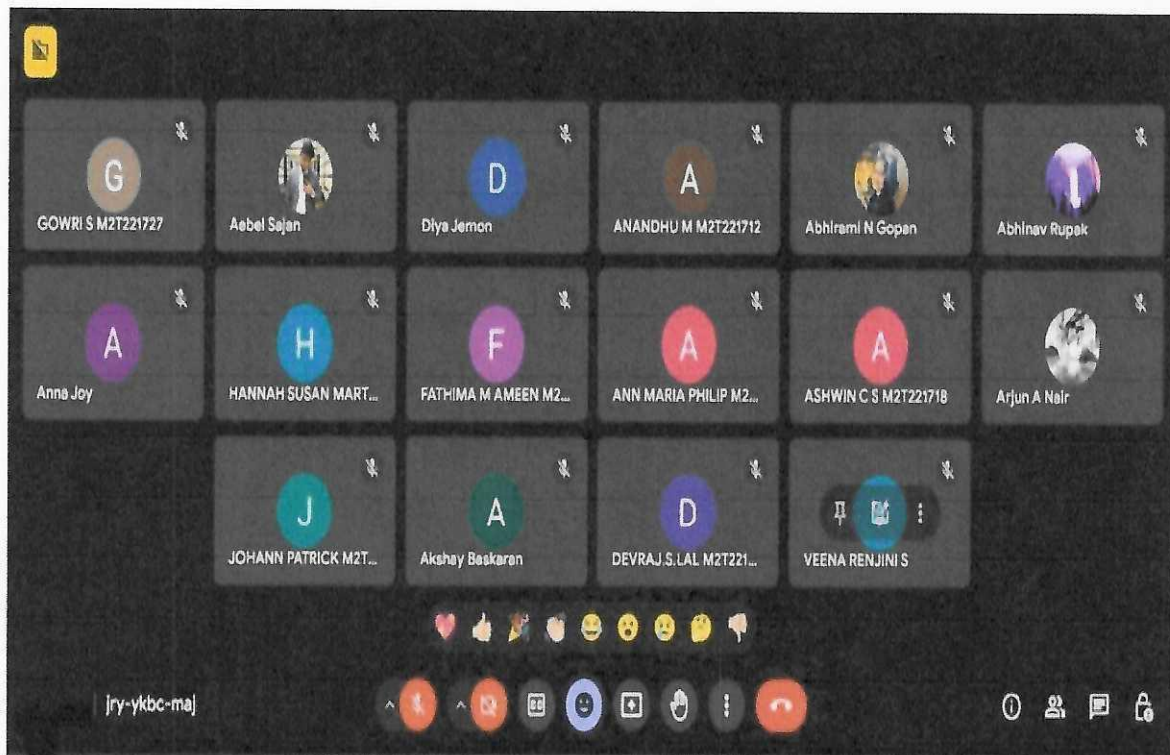 G
GOWRI S M2T221727
Aabel Sajan
D
Diya Jemon
A
ANANDHU M M2T221712
Abhirami N Gopan
Abhinav Rupak
A
Anna Joy
H
HANNAH SUSAN MART...
F
FATHIMA M AMEEN M2...
A
ANN MARIA PHILIP M2...
A
ASHWIN C S M2T221718
Arjun A Nair
J
JOHANN PATRICK M2T...
A
Akshay Baskaran
D
DEVRAJ.S.LAL M2T221...
VEENA RENJINI S
jry-ykbc-maj
CC